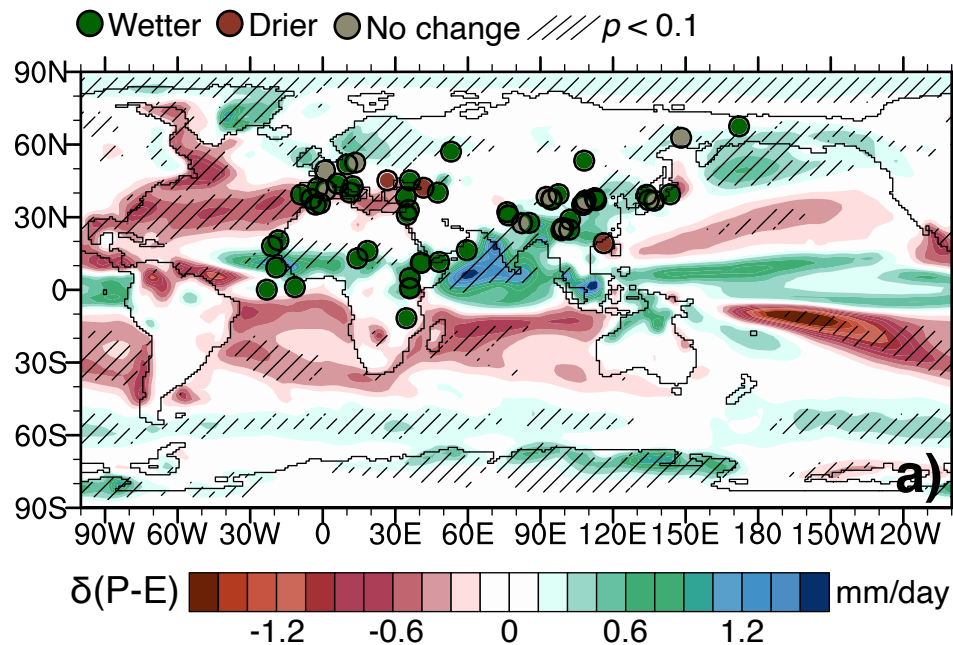 Wetter Drier No change p < 0.1
90N
60N
30N
0
30S
60S
90S
a)
90W 60W 30W 0 30E 60E 90E 120E 150E 180 150W 120W
δ(P-E) mm/day
-1.2 -0.6 0 0.6 1.2